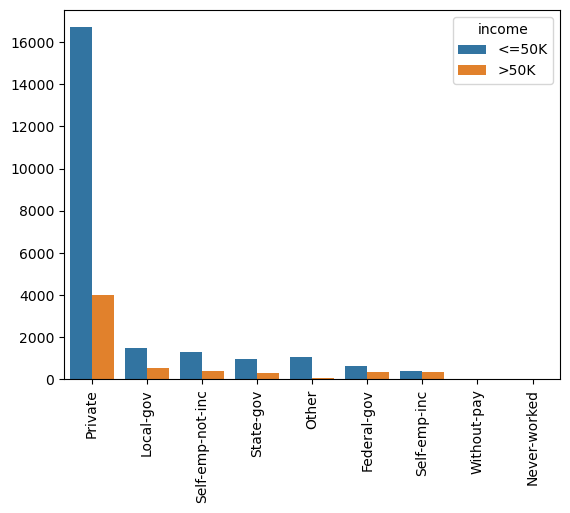 income
<=50K
>50K
16000
14000
12000
10000
8000
6000
4000
2000
0
Private
Local-gov
Self-emp-not-inc
State-gov
Other
Federal-gov
Self-emp-inc
Without-pay
Never-worked